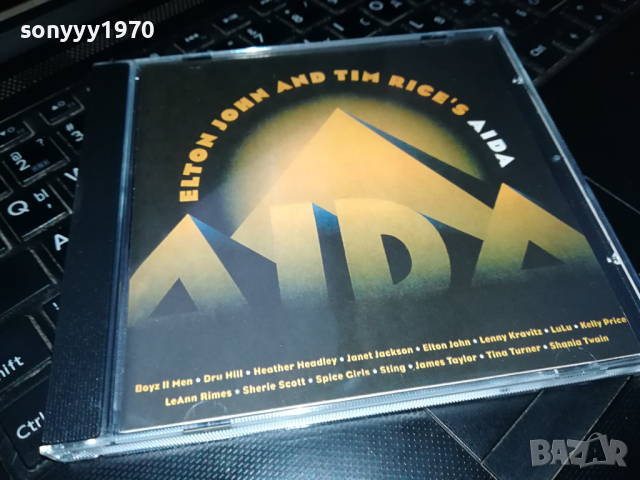 sonyyy1970
ELTON JOHN AND TIM RICE'S AIDA
AIDA
Boyz II Men • Dru Hill • Heather Headley • Janet Jackson • Elton John • Lenny Kravitz • LuLu • Kelly Price
LeAnn Rimes • Sherie Scott • Spice Girls • Sting • James Taylor • Tina Turner • Shania Twain
Q
A
Shift
Ctrl
BAZAR